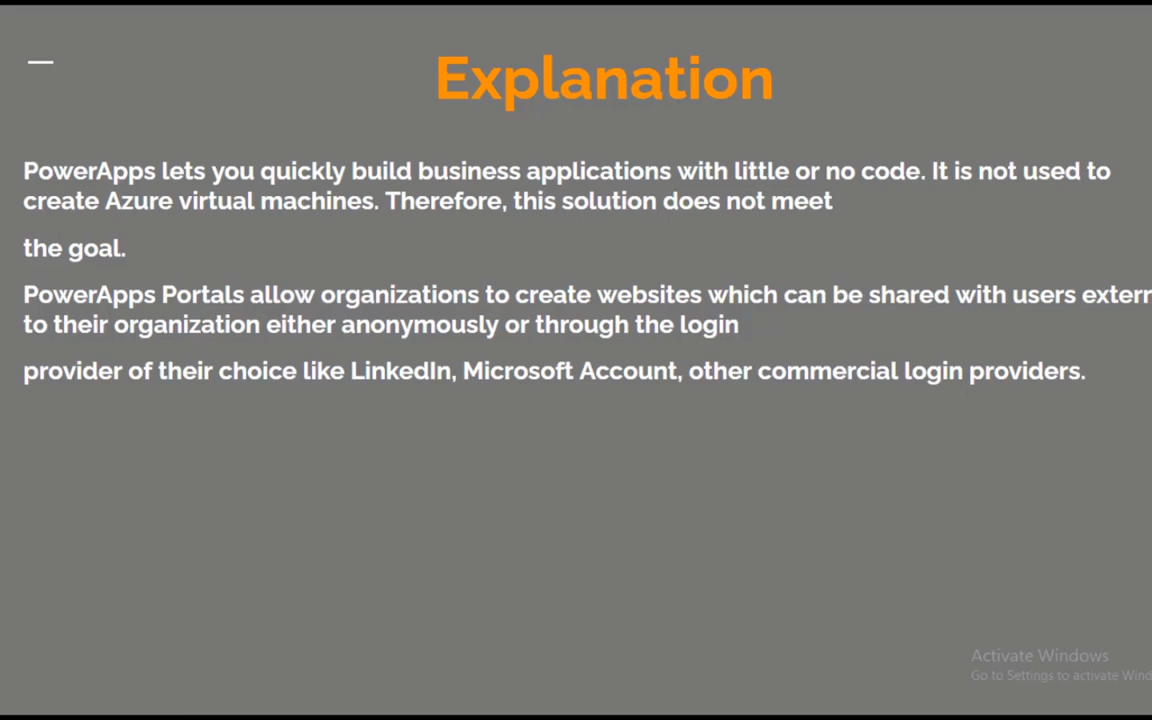 Explanation
PowerApps lets you quickly build business applications with little or no code. It is not used to
create Azure virtual machines. Therefore, this solution does not meet
the goal.
PowerApps Portals allow organizations to create websites which can be shared with users extern
to their organization either anonymously or through the login
provider of their choice like LinkedIn, Microsoft Account, other commercial login providers.
Activate Windows
Go to Settings to activate Wind